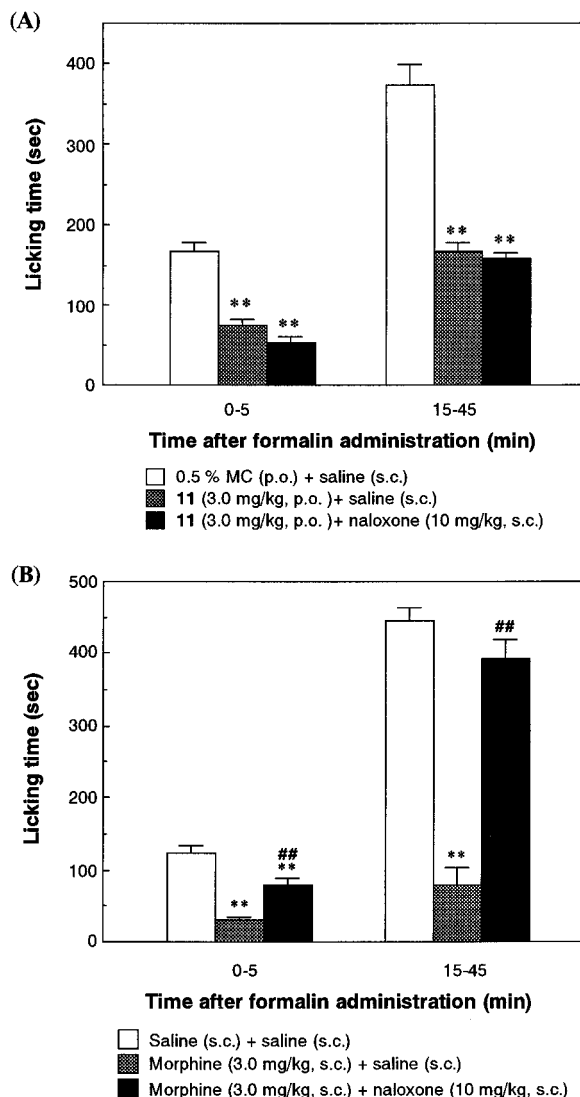 (A)
400
300
200
100
0
Licking time (sec)
**
**
**
**
0-5
15-45
Time after formalin administration (min)
0.5 % MC (p.o.) + saline (s.c.)
11 (3.0 mg/kg, p.o. )+ saline (s.c.)
11 (3.0 mg/kg, p.o. )+ naloxone (10 mg/kg, s.c.)
(B)
500
400
300
200
100
0
Licking time (sec)
**
##
**
**
##
0-5
15-45
Time after formalin administration (min)
Saline (s.c.) + saline (s.c.)
Morphine (3.0 mg/kg, s.c.) + saline (s.c.)
Morphine (3.0 mg/kg, s.c.) + naloxone (10 mg/kg, s.c.)